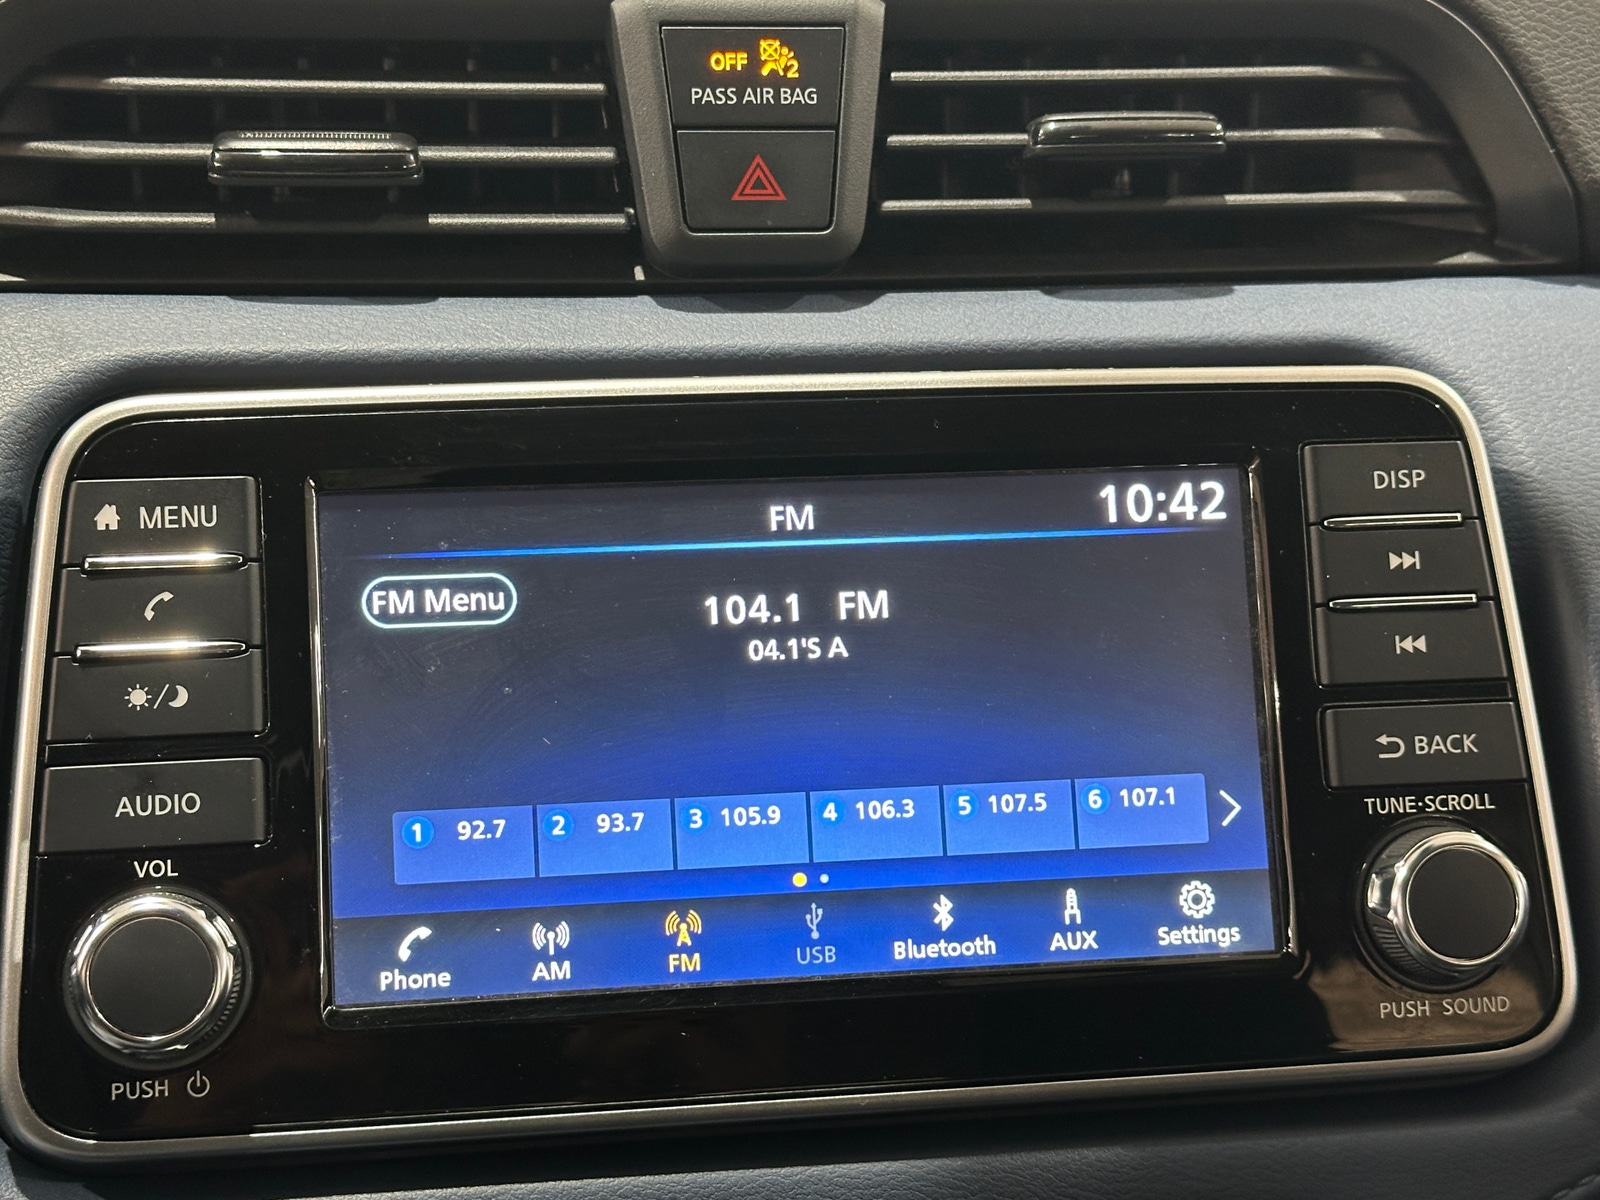 OFF 2
PASS AIR BAG
MENU
AUDIO
VOL
PUSH
FM
10:42
FM Menu
104.1 FM
04.1'S A
1 92.7
2 93.7
3 105.9
4 106.3
5 107.5
6 107.1
Phone
AM
FM
USB
Bluetooth
AUX
Settings
DISP
BACK
TUNE·SCROLL
PUSH SOUND